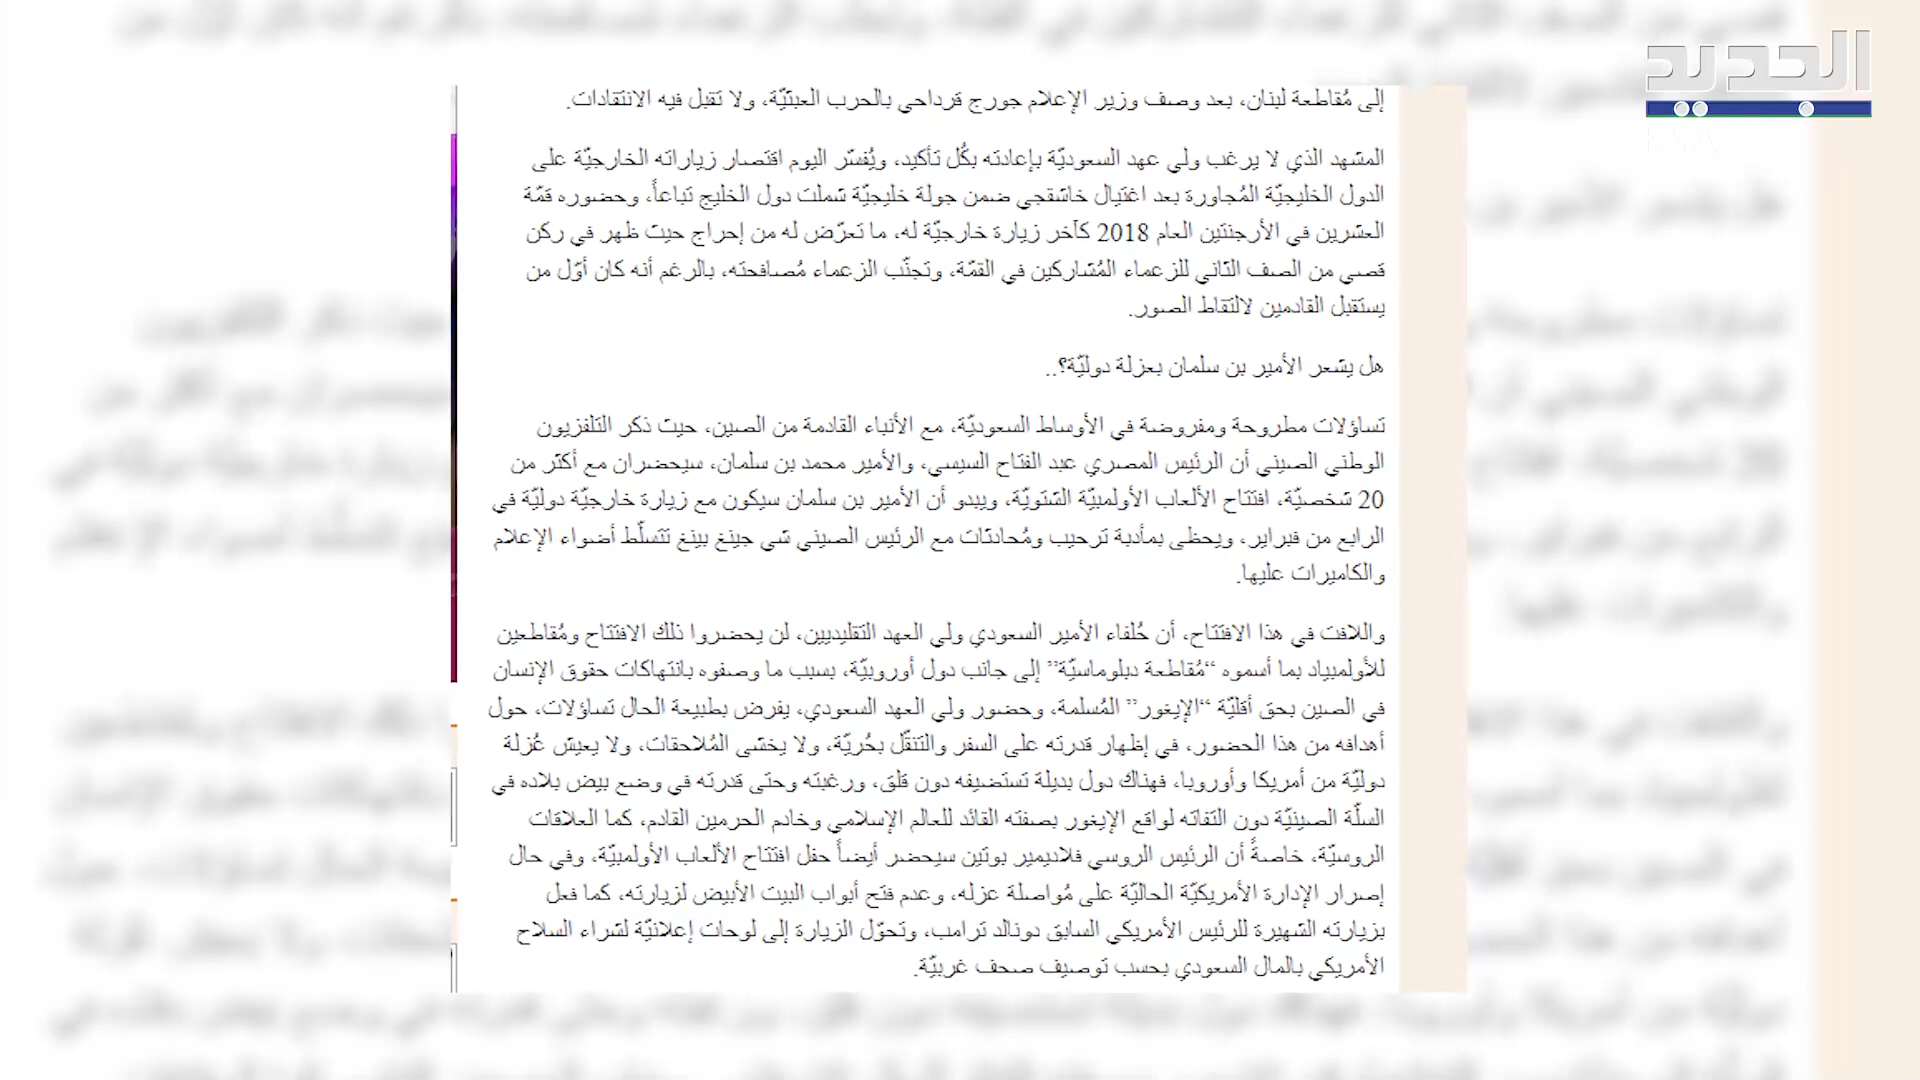 الجديد
إلى مُقاطعة لبنان، بعد وصف وزير الإعلام جورج قرداحي بالحرب العبثيّة، ولا تقبل فيه الانتقادات.
المشهد الذي لا يرغب ولي عهد السعوديّة بإعادته بكُل تأكيد، ويُفسّر اليوم اقتصار زياراته الخارجيّة على
الدول الخليجيّة المُجاورة بعد اغتيال خاشقجي ضمن جولة خليجيّة شملت دول الخليج تباعاً، وحضوره قمّة
العشرين في الأرجنتين العام 2018 كآخر زيارة خارجيّة له، ما تعرّض له من إحراج حيث ظهر في ركن
قصي من الصف الثاني للزعماء المُشاركين في القمّة، وتجنّب الزعماء مُصافحته، بالرغم أنه كان أوّل من
يستقبل القادمين لالتقاط الصور.
هل يشعر الأمير بن سلمان بعزلة دوليّة؟..
تساؤلات مطروحة ومفروضة في الأوساط السعوديّة، مع الأنباء القادمة من الصين، حيث ذكر التلفزيون
الوطني الصيني أن الرئيس المصري عبد الفتاح السيسي، والأمير محمد بن سلمان، سيحضران مع أكثر من
20 شخصيّة، افتتاح الألعاب الأولمبيّة الشتويّة، ويبدو أن الأمير بن سلمان سيكون مع زيارة خارجيّة دوليّة في
الرابع من فبراير، ويحظى بمأدبة ترحيب ومُحادثات مع الرئيس الصيني شي جينغ بينغ تتسلّط أضواء الإعلام
والكاميرات عليها.
واللافت في هذا الافتتاح، أن حُلفاء الأمير السعودي ولي العهد التقليديين، لن يحضروا ذلك الافتتاح ومُقاطعين
للأولمبياد بما أسموه “مُقاطعة دبلوماسيّة” إلى جانب دول أوروبيّة، بسبب ما وصفوه بانتهاكات حقوق الإنسان
في الصين بحق أقليّة “الإيغور” المُسلمة، وحضور ولي العهد السعودي، يفرض بطبيعة الحال تساؤلات، حول
أهدافه من هذا الحضور، في إظهار قدرته على السفر والتنقّل بحُريّة، ولا يخشى المُلاحقات، ولا يعيش عُزلة
دوليّة من أمريكا وأوروبا، فهناك دول بديلة تستضيفه دون قلق، ورغبته وحتى قدرته في وضع بيض بلاده في
السلّة الصينيّة دون التفاته لواقع الإيغور بصفته القائد للعالم الإسلامي وخادم الحرمين القادم، كما العلاقات
الروسيّة، خاصةً أن الرئيس الروسي فلاديمير بوتين سيحضر أيضاً حفل افتتاح الألعاب الأولمبيّة، وفي حال
إصرار الإدارة الأمريكيّة الحاليّة على مُواصلة عزله، وعدم فتح أبواب البيت الأبيض لزيارته، كما فعل
بزيارته الشهيرة للرئيس الأمريكي السابق دونالد ترامب، وتحوّل الزيارة إلى لوحات إعلانيّة لشراء السلاح
الأمريكي بالمال السعودي بحسب توصيف صحف غربيّة.